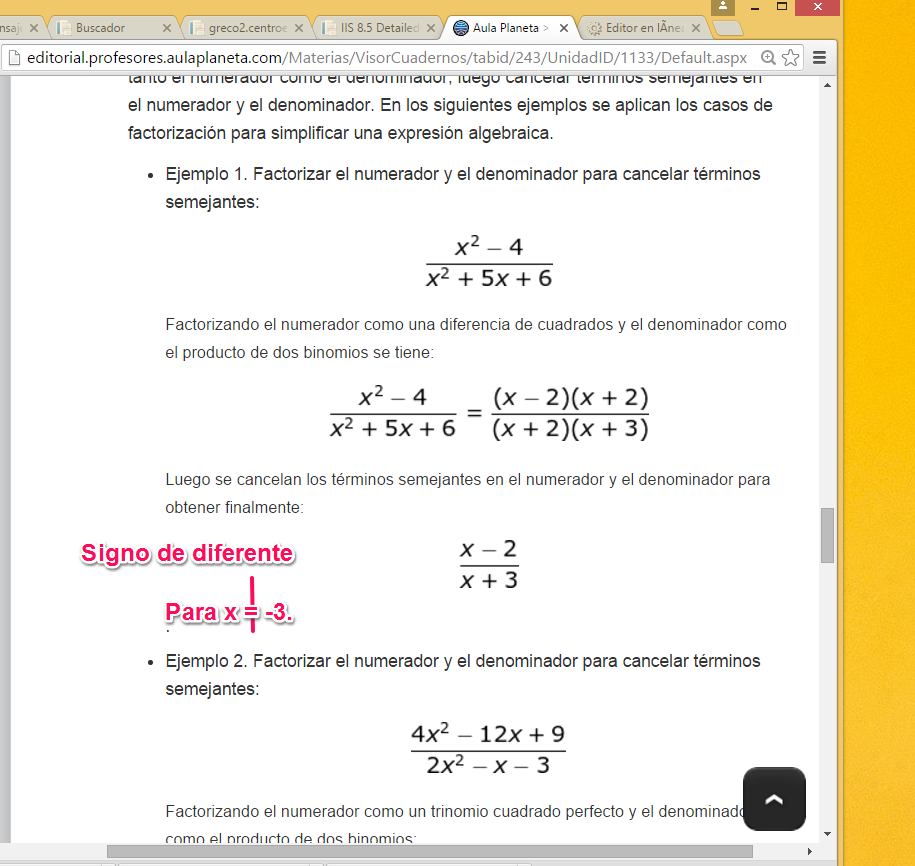 nsaj
Buscador
greco2.centroe
IIS 8.5 Detailed
Aula Planeta >
Editor en lÃ­nea
editorial.profesores.aulaplaneta.com/Materias/VisorCuadernos/tabid/243/UnidadID/1133/Default.aspx
tanto el numerador como el denominador, luego cancelar términos semejantes en
el numerador y el denominador. En los siguientes ejemplos se aplican los casos de
factorización para simplificar una expresión algebraica.
• Ejemplo 1. Factorizar el numerador y el denominador para cancelar términos
semejantes:
x² – 4
x² + 5x + 6
Factorizando el numerador como una diferencia de cuadrados y el denominador como
el producto de dos binomios se tiene:
x² – 4
x² + 5x + 6
=
(x – 2)(x + 2)
(x + 2)(x + 3)
Luego se cancelan los términos semejantes en el numerador y el denominador para
obtener finalmente:
x – 2
x + 3
Signo de diferente
Para x = -3.
• Ejemplo 2. Factorizar el numerador y el denominador para cancelar términos
semejantes:
4x² – 12x + 9
2x² – x – 3
Factorizando el numerador como un trinomio cuadrado perfecto y el denominad
como el producto de dos binomios: